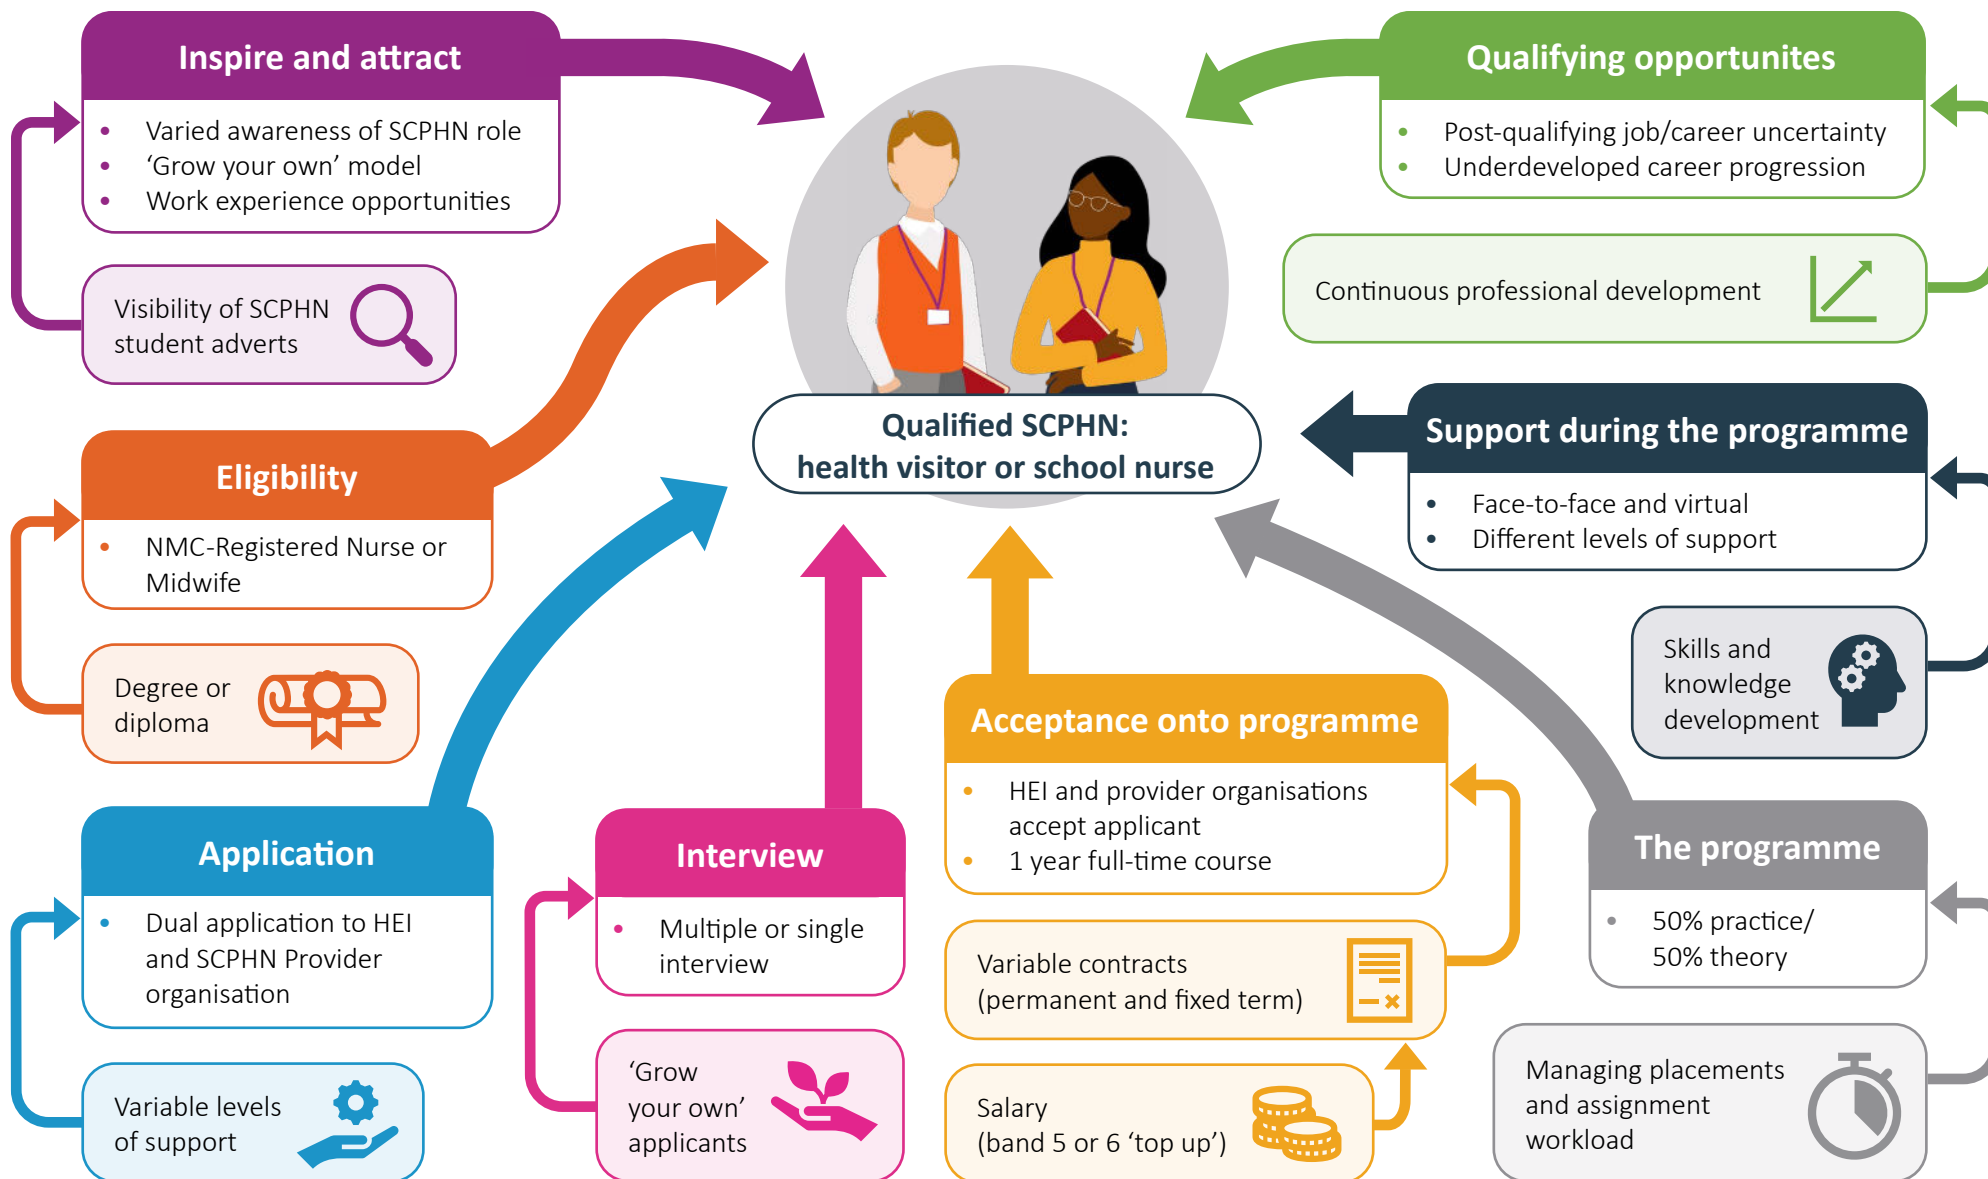 Inspire and attract
• Varied awareness of SCPHN role
• ‘Grow your own’ model
• Work experience opportunities
Visibility of SCPHN
student adverts
Eligibility
• NMC-Registered Nurse or
Midwife
Degree or
diploma
Application
• Dual application to HEI
and SCPHN Provider
organisation
Variable levels
of support
Interview
• Multiple or single
interview
‘Grow
your own’
applicants
Acceptance onto programme
• HEI and provider organisations
accept applicant
• 1 year full-time course
Variable contracts
(permanent and fixed term)
Salary
(band 5 or 6 ‘top up’)
The programme
• 50% practice/
50% theory
Managing placements
and assignment
workload
Support during the programme
• Face-to-face and virtual
• Different levels of support
Skills and
knowledge
development
Qualifying opportunites
• Post-qualifying job/career uncertainty
• Underdeveloped career progression
Continuous professional development
Qualified SCPHN:
health visitor or school nurse